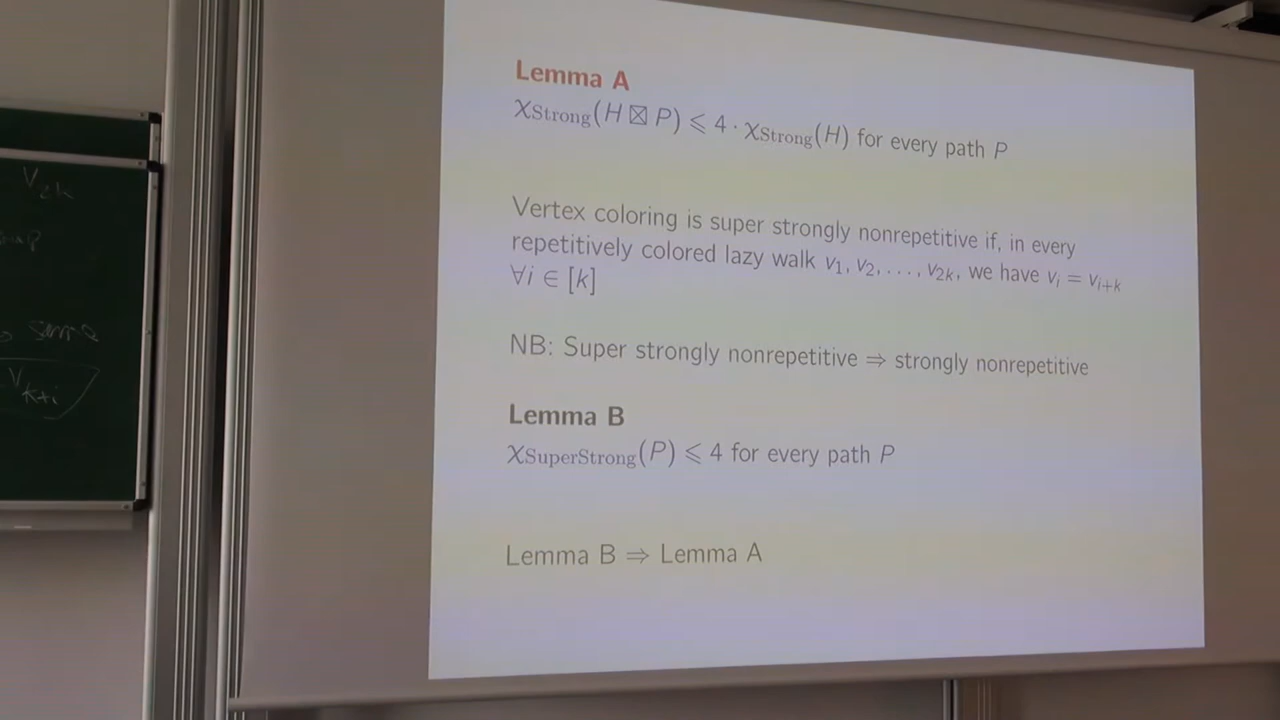 V2k
same
Vk+i
Lemma A
χStrong(H ⊠ P) ⩽ 4 · χStrong(H) for every path P
Vertex coloring is super strongly nonrepetitive if, in every
repetitively colored lazy walk v1, v2, . . . , v2k, we have vi = vi+k
∀i ∈ [k]
NB: Super strongly nonrepetitive ⇒ strongly nonrepetitive
Lemma B
χSuperStrong(P) ⩽ 4 for every path P
Lemma B ⇒ Lemma A